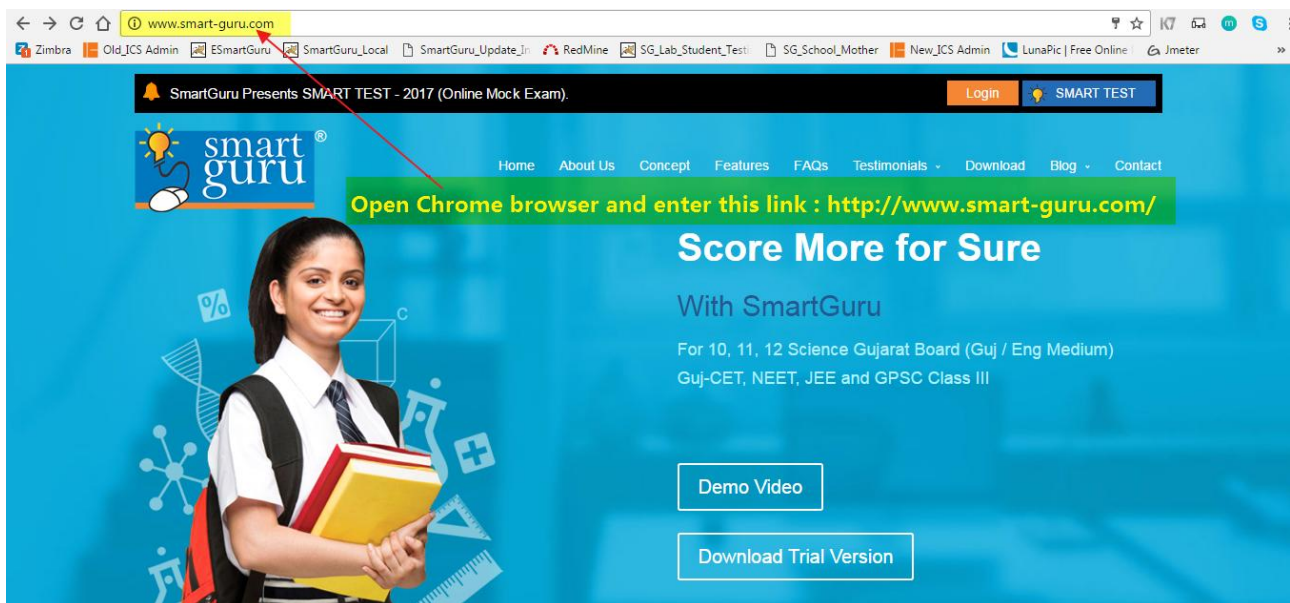 www.smart-guru.com
Zimbra Old_ICS Admin ESmartGuru SmartGuru_Local SmartGuru_Update_In RedMine SG_Lab_Student_Testi SG_School_Mother New_ICS Admin LunaPic | Free Online Jmeter »
SmartGuru Presents SMART TEST - 2017 (Online Mock Exam). Login SMART TEST
smart ®
guru
Home About Us Concept Features FAQs Testimonials Download Blog Contact
Open Chrome browser and enter this link : http://www.smart-guru.com/
Score More for Sure
With SmartGuru
For 10, 11, 12 Science Gujarat Board (Guj / Eng Medium)
Guj-CET, NEET, JEE and GPSC Class III
%
C
Demo Video
Download Trial Version